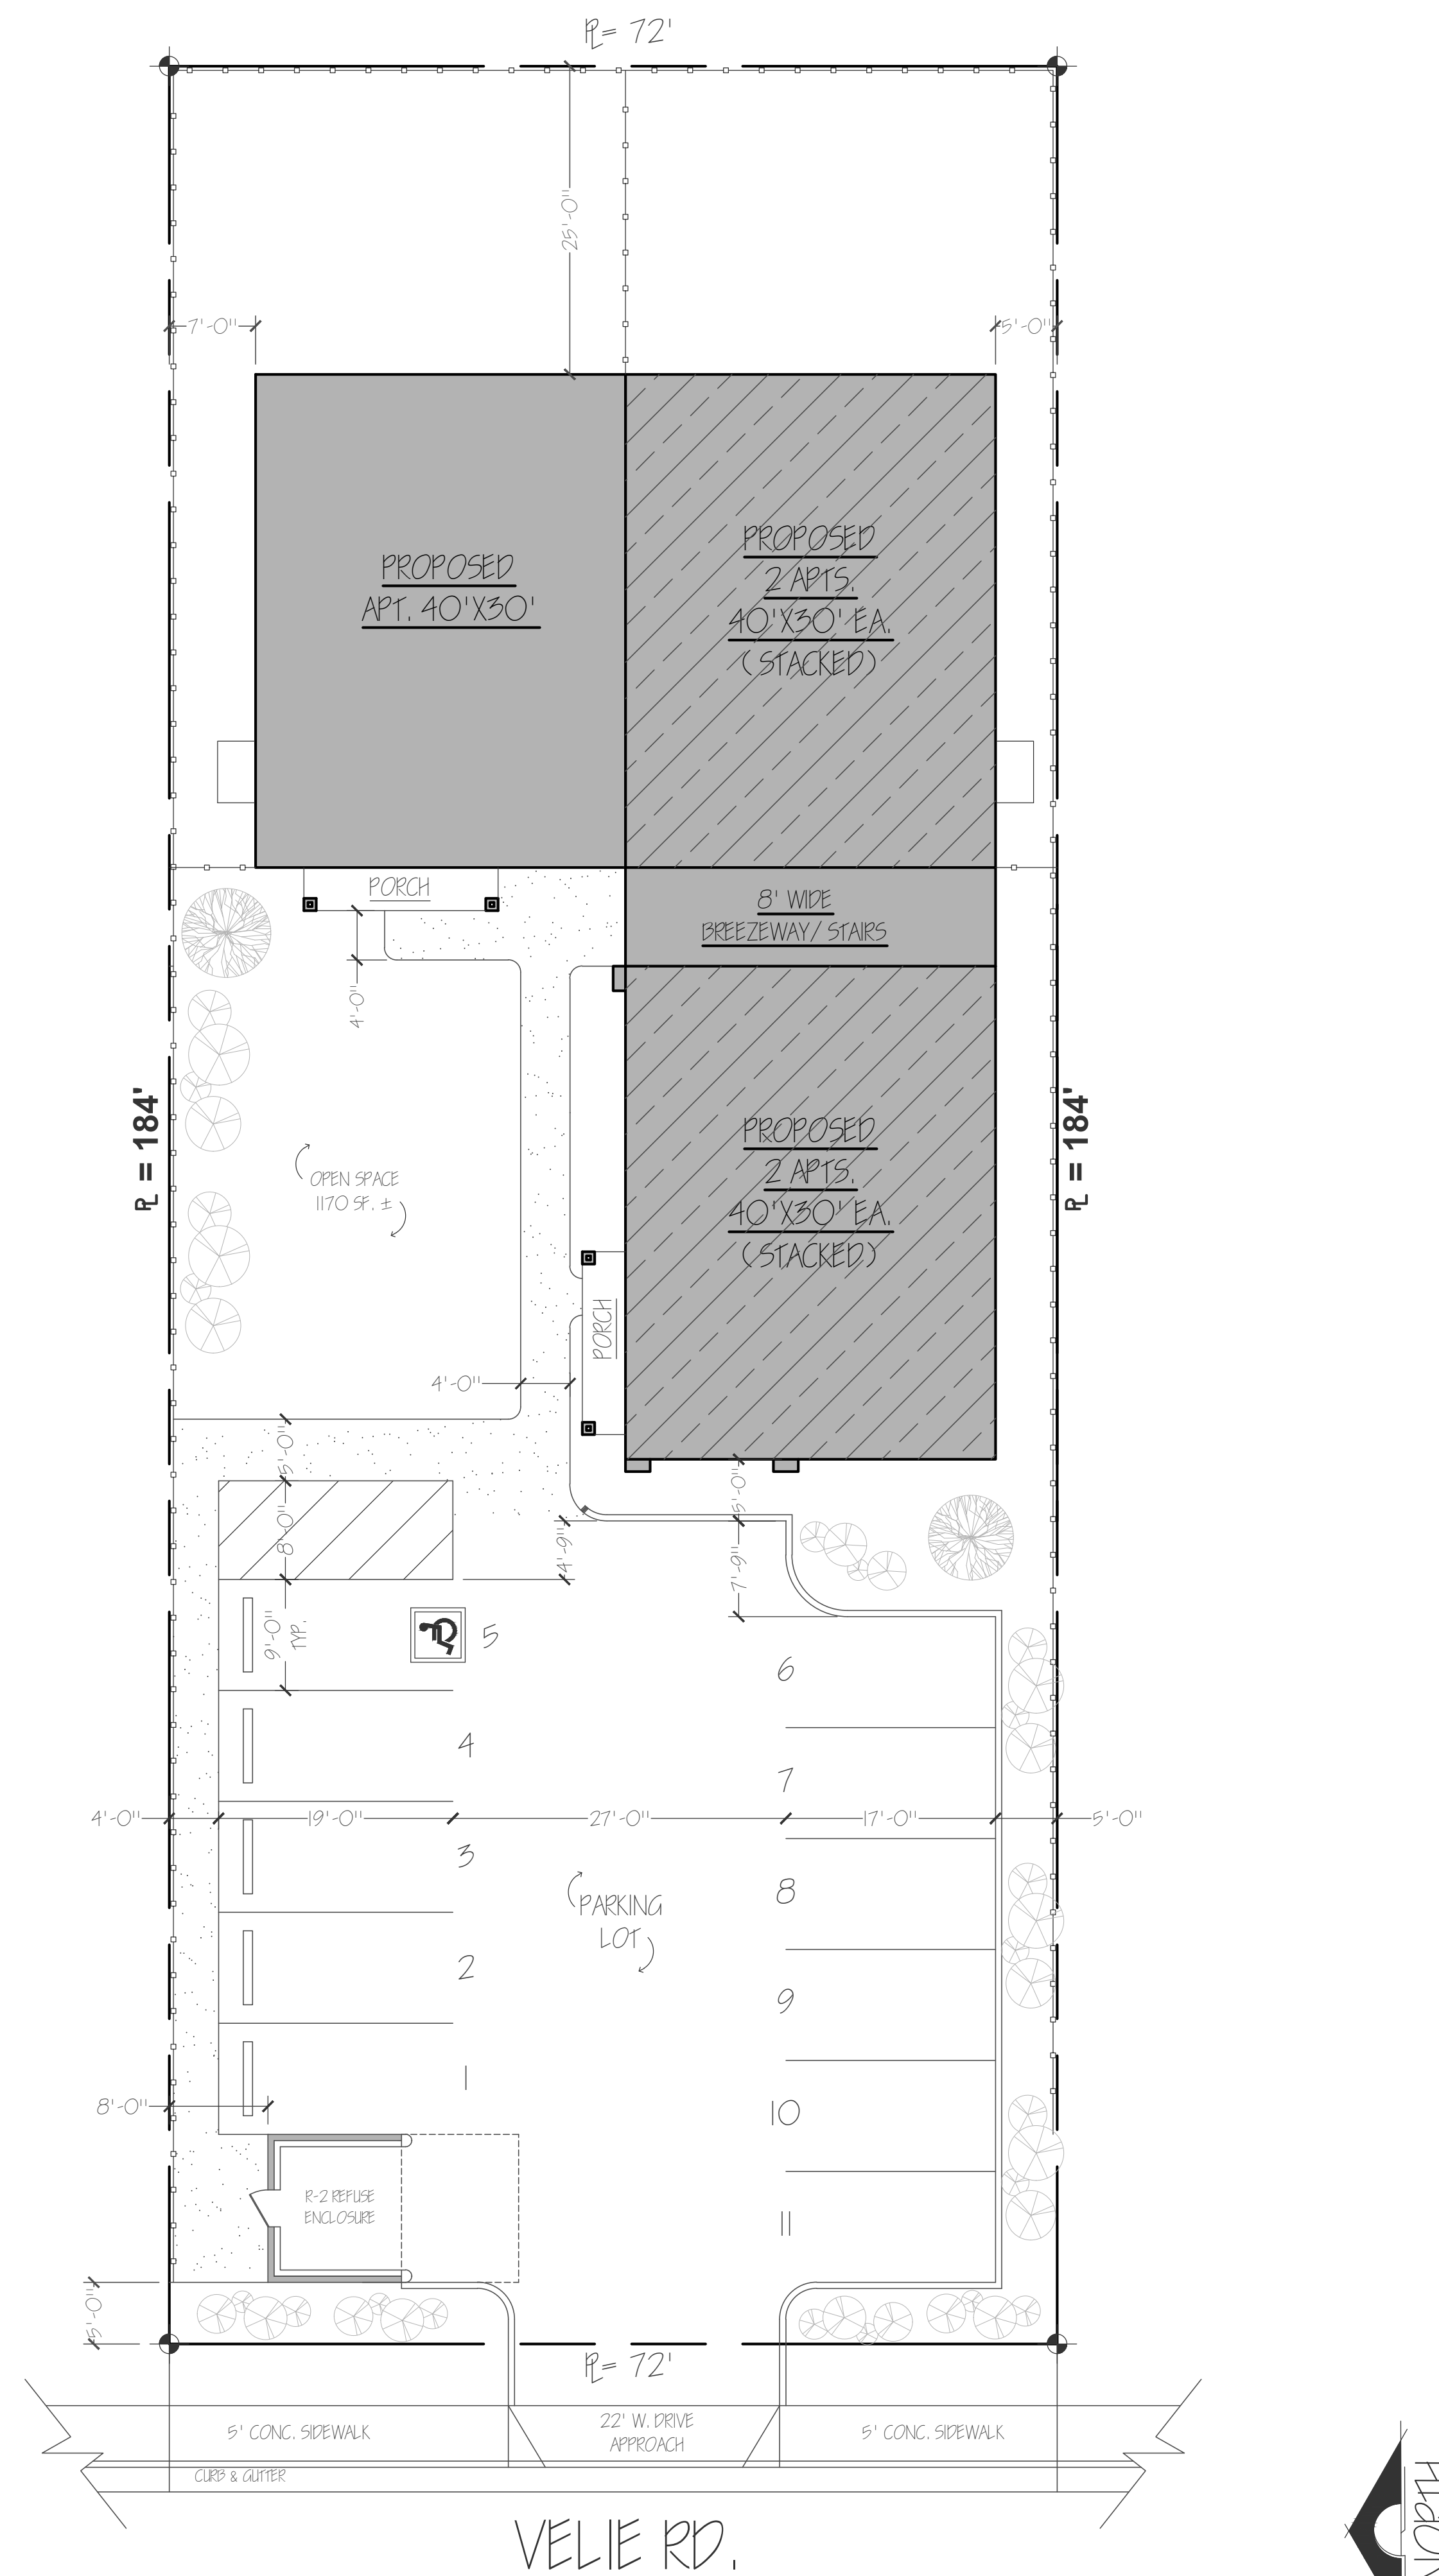 PL = 72'
25'-0"
7'-0"
5'-0"
PROPOSED
APT. 40'X30'
PROPOSED
2 APTS.
40'X30' EA.
(STACKED)
PORCH
8' WIDE
BREEZEWAY/ STAIRS
4'-0"
PL = 184'
PL = 184'
OPEN SPACE
1170 SF. ±
PROPOSED
2 APTS.
40'X30' EA.
(STACKED)
PORCH
4'-0"
5'-0"
8'-0"
5'-0"
4'-9"
7'-9"
9'-0"
TYP.
5
6
4
7
4'-0"
19'-0"
27'-0"
17'-0"
5'-0"
3
8
PARKING
LOT
2
9
1
8'-0"
10
R-2 REFUSE
ENCLOSURE
11
5'-0"
PL = 72'
5' CONC. SIDEWALK
22' W. DRIVE
APPROACH
5' CONC. SIDEWALK
CURB & GUTTER
VELIE RD.